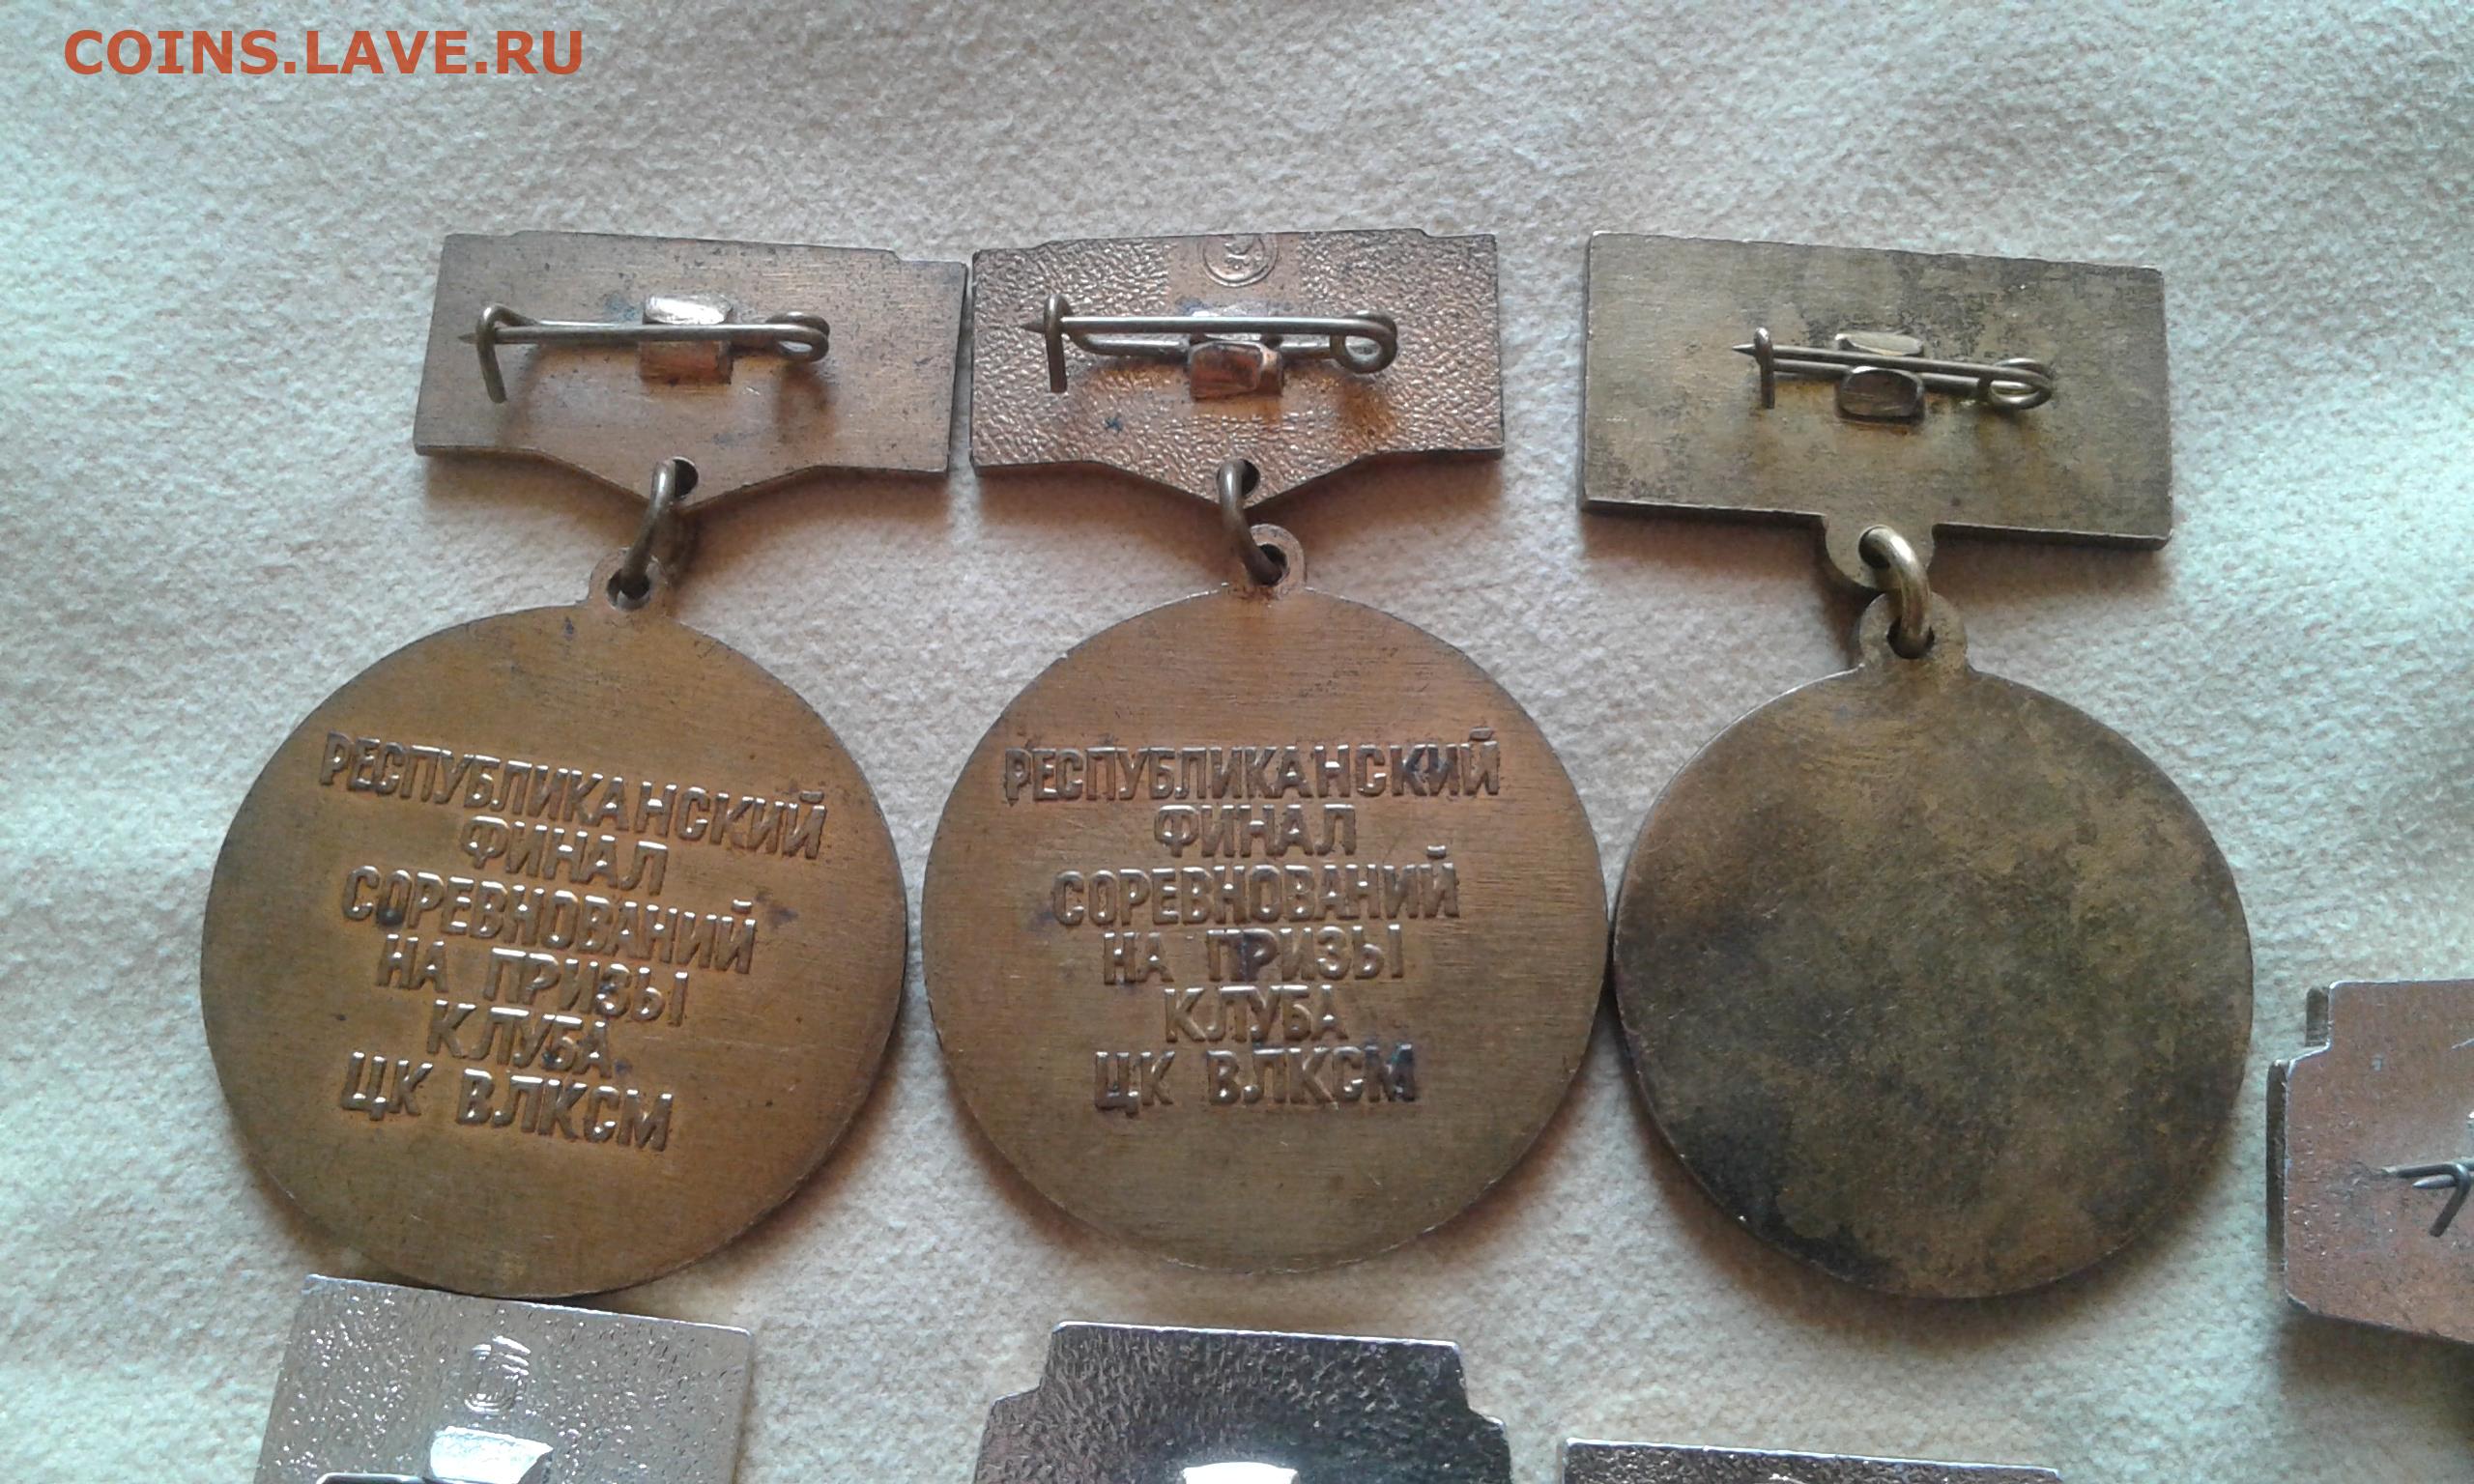 COINS.LAVE.RU
РЕСПУБЛИКАНСКИЙ
ФИНАЛ
СОРЕВНОВАНИЙ
НА ПРИЗЫ
КЛУБА
ЦК ВЛКСМ
РЕСПУБЛИКАНСКИЙ
ФИНАЛ
СОРЕВНОВАНИЙ
НА ПРИЗЫ
КЛУБА
ЦК ВЛКСМ